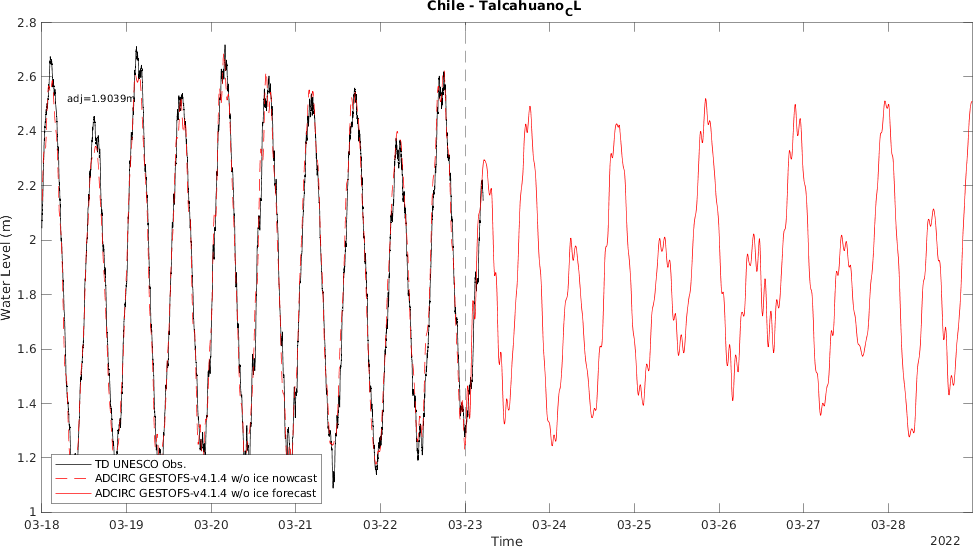 Chile - Talcahuano_CL
2.8
2.6
adj=1.9039m
2.4
2.2
2
Water Level (m)
1.8
1.6
1.4
1.2
1
TD UNESCO Obs.
ADCIRC GESTOFS-v4.1.4 w/o ice nowcast
ADCIRC GESTOFS-v4.1.4 w/o ice forecast
03-18 03-19 03-20 03-21 03-22 03-23 03-24 03-25 03-26 03-27 03-28
Time
2022